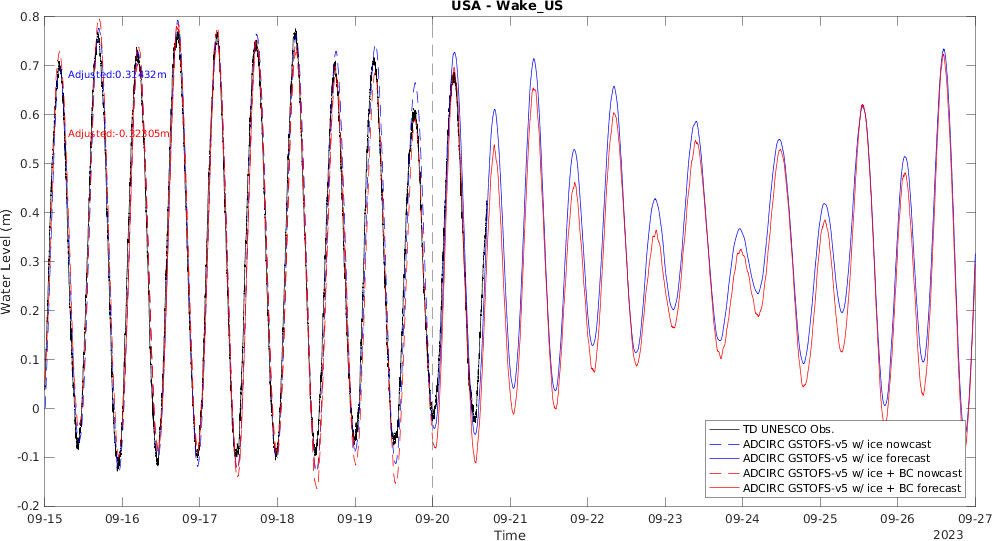 USA - Wake_US
0.8
0.7
0.6
0.5
0.4
0.3
0.2
0.1
0
-0.1
-0.2
Water Level (m)
Adjusted:0.31432m
Adjusted:-0.32305m
TD UNESCO Obs.
ADCIRC GSTOFS-v5 w/ ice nowcast
ADCIRC GSTOFS-v5 w/ ice forecast
ADCIRC GSTOFS-v5 w/ ice + BC nowcast
ADCIRC GSTOFS-v5 w/ ice + BC forecast
09-15 09-16 09-17 09-18 09-19 09-20 09-21 09-22 09-23 09-24 09-25 09-26 09-27
Time
2023